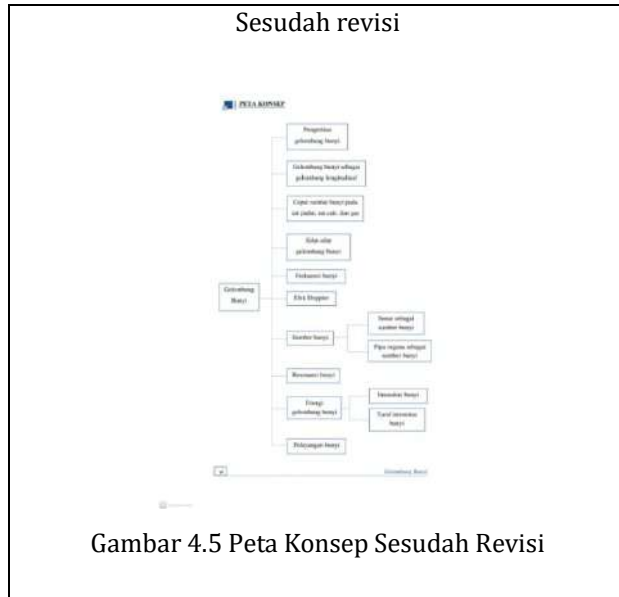 Sesudah revisi
PETA KONSEP
Pengertian
gelombang bunyi
Gelombang bunyi sebagai
gelombang longitudinal
Cepat rambat bunyi pada
zat padat, zat cair, dan gas
Sifat-sifat
gelombang bunyi
Frekuensi bunyi
Gelombang
Bunyi
Efek Doppler
Sumber bunyi
Senar sebagai
sumber bunyi
Pipa organa sebagai
sumber bunyi
Resonansi bunyi
Energi
gelombang bunyi
Intensitas bunyi
Taraf intensitas
bunyi
Pelayangan bunyi
Gelombang Bunyi
Gambar 4.5 Peta Konsep Sesudah Revisi